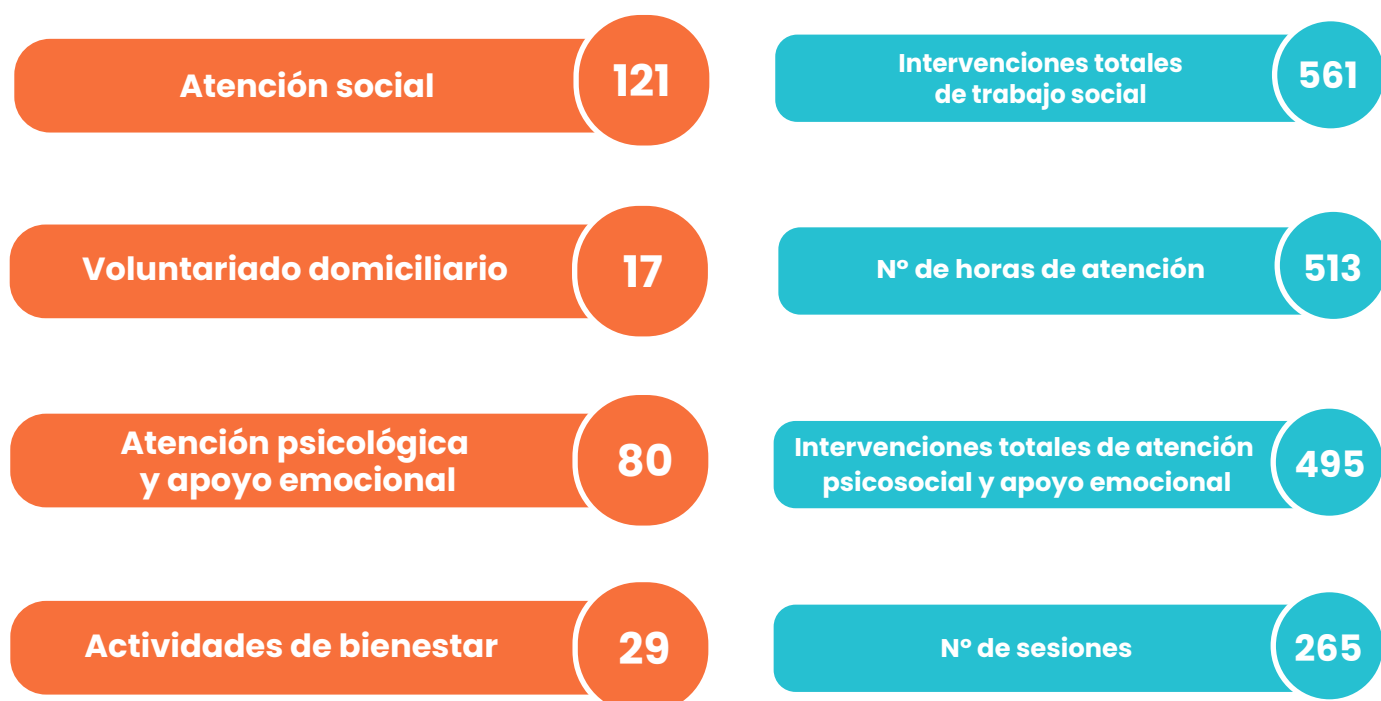 Atención social
121
Intervenciones totales
de trabajo social
561
Voluntariado domiciliario
17
Nº de horas de atención
513
Atención psicológica
y apoyo emocional
80
Intervenciones totales de atención
psicosocial y apoyo emocional
495
Actividades de bienestar
29
Nº de sesiones
265